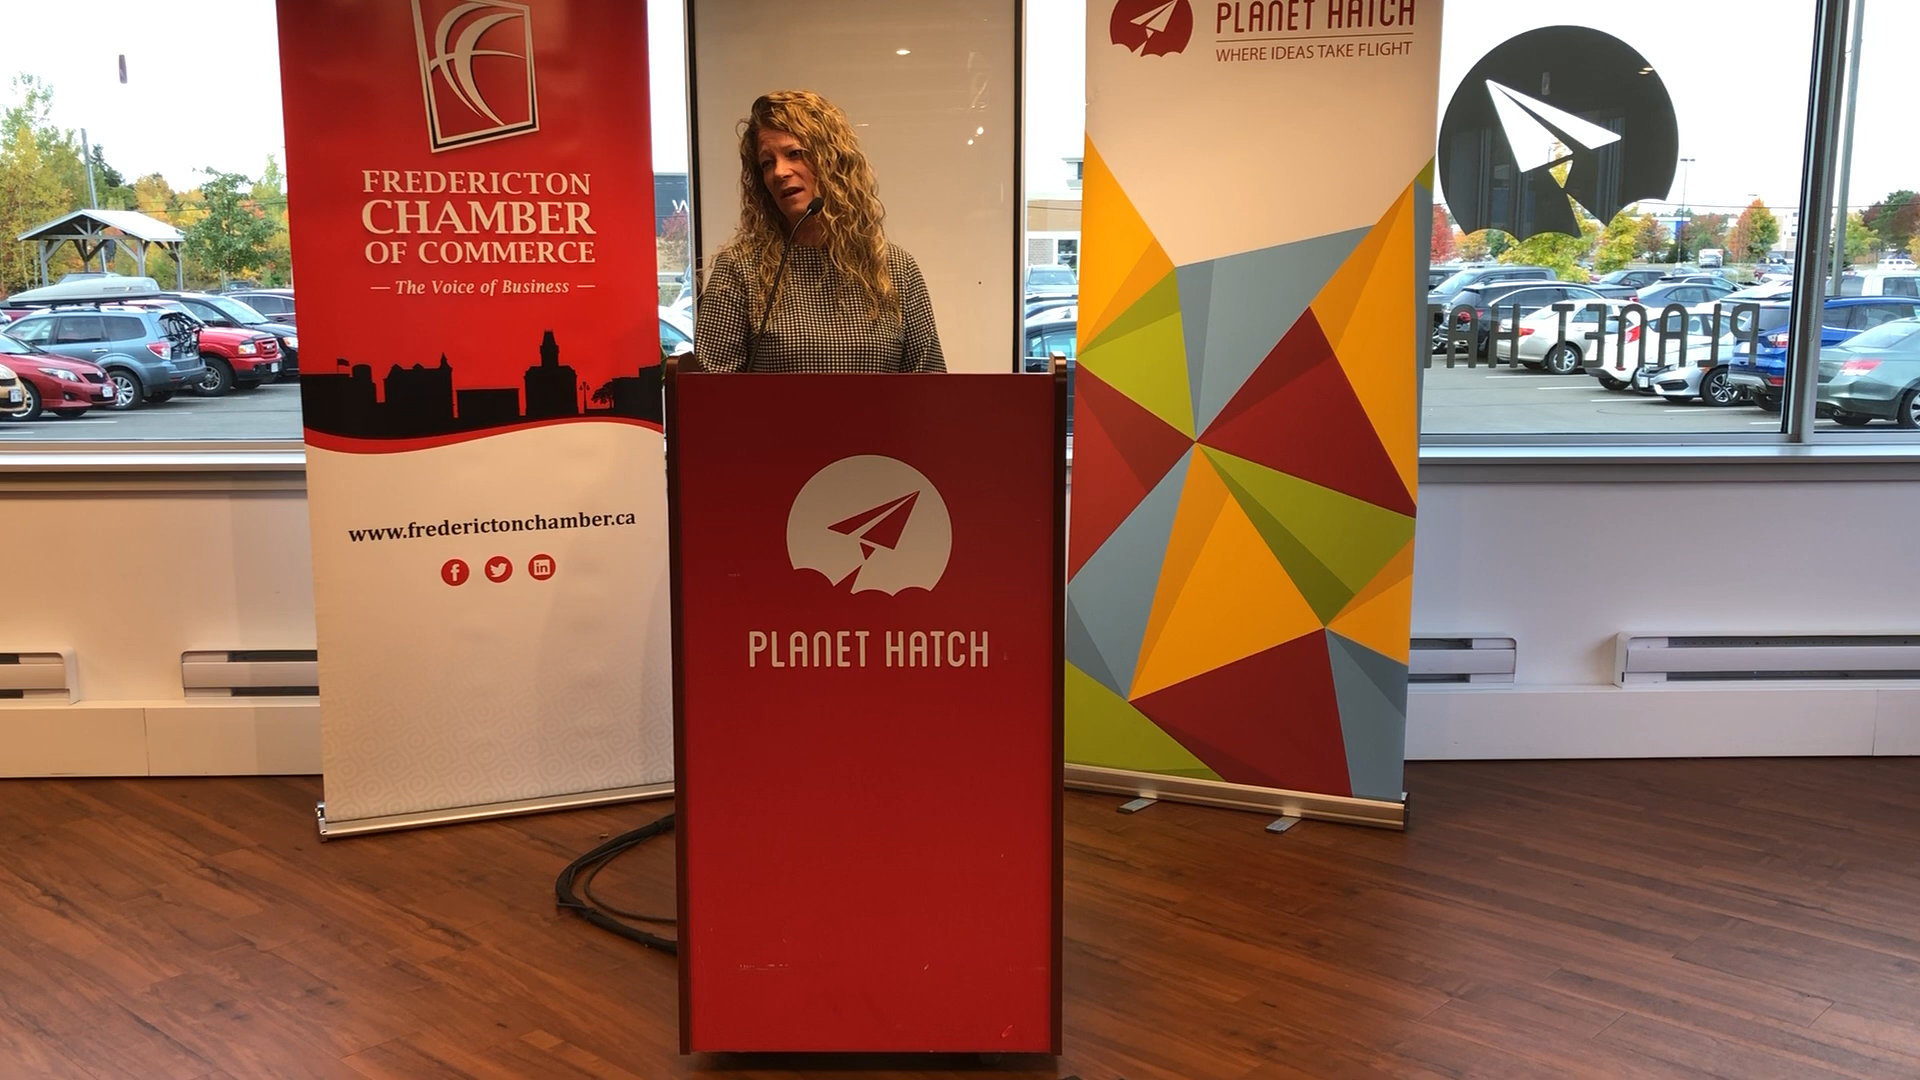 FREDERICTON
CHAMBER
OF COMMERCE
— The Voice of Business —
www.frederictonchamber.ca
PLANET HATCH
PLANET HATCH
WHERE IDEAS TAKE FLIGHT